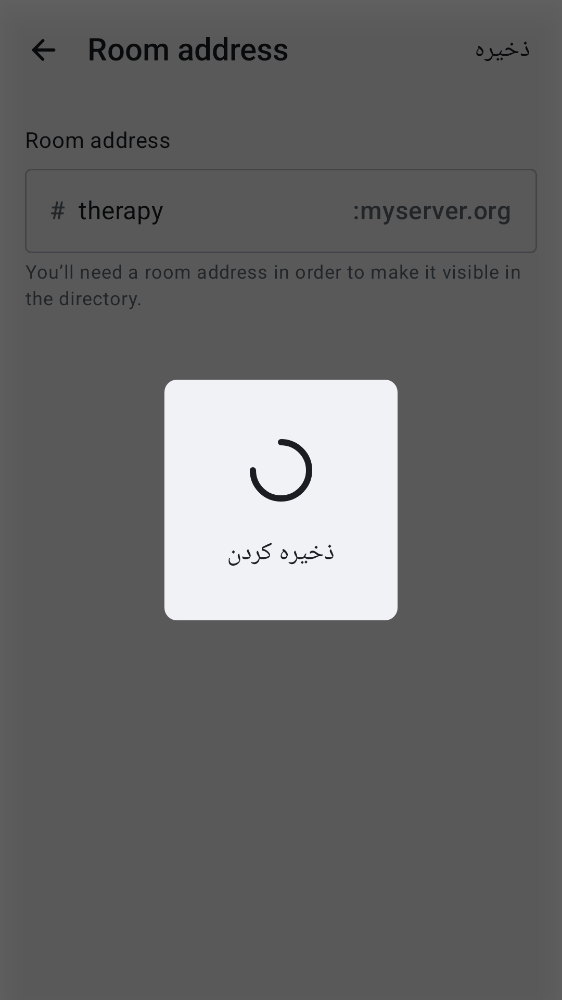 Room address
ذخیره
Room address
# therapy :myserver.org
You’ll need a room address in order to make it visible in
the directory.
ذخیره کردن